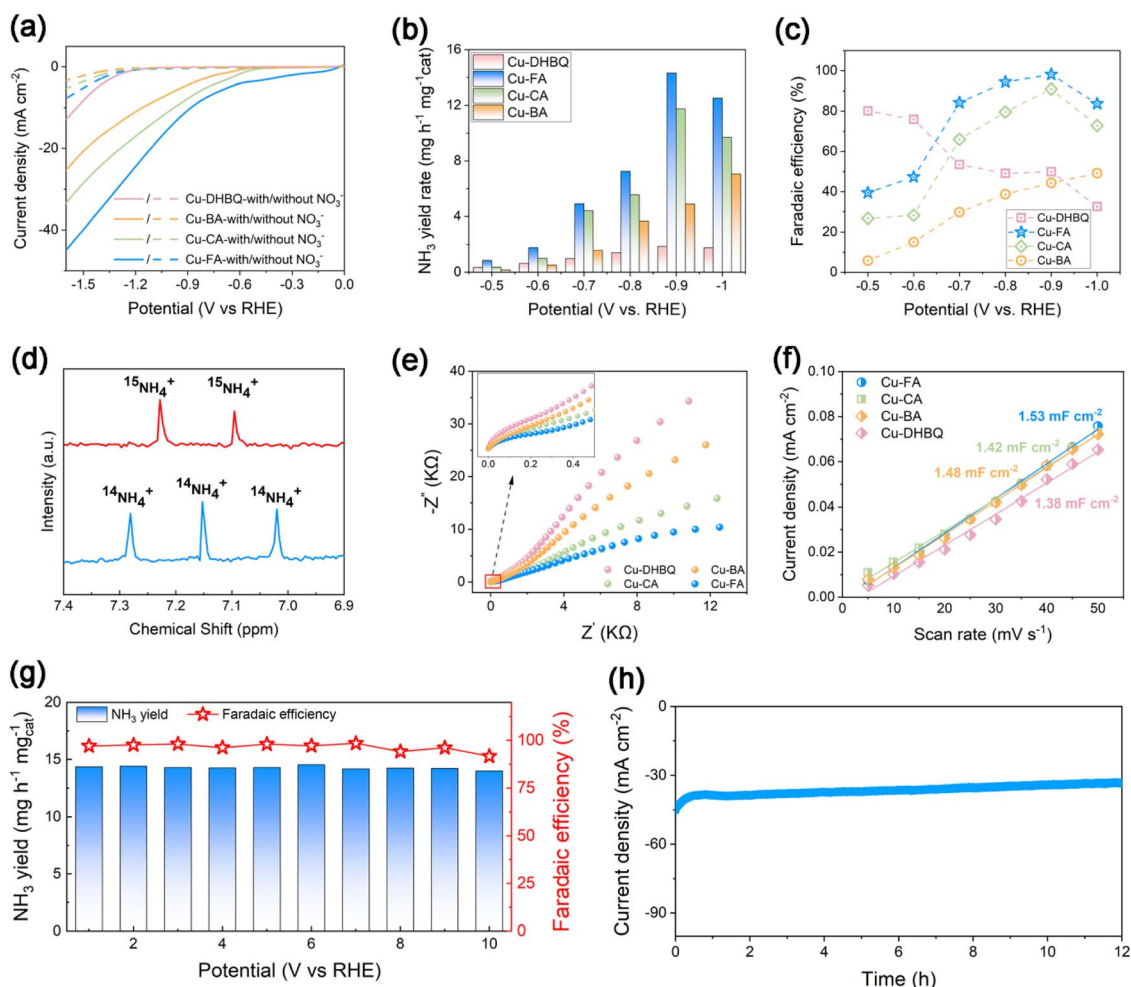 (a)
Current density (mA cm⁻²)
0
-10
-20
-30
-40
-1.5
-1.2
-0.9
-0.6
-0.3
0.0
Potential (V vs RHE)
/ Cu-DHBQ-with/without NO₃⁻
/ Cu-BA-with/without NO₃⁻
/ Cu-CA-with/without NO₃⁻
/ Cu-FA-with/without NO₃⁻
(b)
NH₃ yield rate (mg h⁻¹ mg⁻¹cat)
16
12
8
4
0
Cu-DHBQ
Cu-FA
Cu-CA
Cu-BA
-0.5
-0.6
-0.7
-0.8
-0.9
-1
Potential (V vs. RHE)
(c)
Faradaic efficiency (%)
100
80
60
40
20
0
Cu-DHBQ
Cu-FA
Cu-CA
Cu-BA
-0.5
-0.6
-0.7
-0.8
-0.9
-1.0
Potential (V vs. RHE)
(d)
Intensity (a.u.)
¹⁵NH₄⁺
¹⁵NH₄⁺
¹⁴NH₄⁺
¹⁴NH₄⁺
¹⁴NH₄⁺
7.4
7.3
7.2
7.1
7.0
6.9
Chemical Shift (ppm)
(e)
-Z" (KΩ)
40
30
20
10
0
0.0
0.2
0.4
Cu-DHBQ
Cu-BA
Cu-CA
Cu-FA
0
4
8
12
Z' (KΩ)
(f)
Current density (mA cm⁻²)
0.10
0.08
0.06
0.04
0.02
0.00
Cu-FA
Cu-CA
Cu-BA
Cu-DHBQ
1.53 mF cm⁻²
1.42 mF cm⁻²
1.48 mF cm⁻²
1.38 mF cm⁻²
0
10
20
30
40
50
Scan rate (mV s⁻¹)
(g)
NH₃ yield (mg h⁻¹ mg⁻¹cat)
20
15
10
5
0
NH₃ yield
Faradaic efficiency
100
75
50
25
0
Faradaic efficiency (%)
2
4
6
8
10
Potential (V vs RHE)
(h)
Current density (mA cm⁻²)
0
-30
-60
-90
0
2
4
6
8
10
12
Time (h)